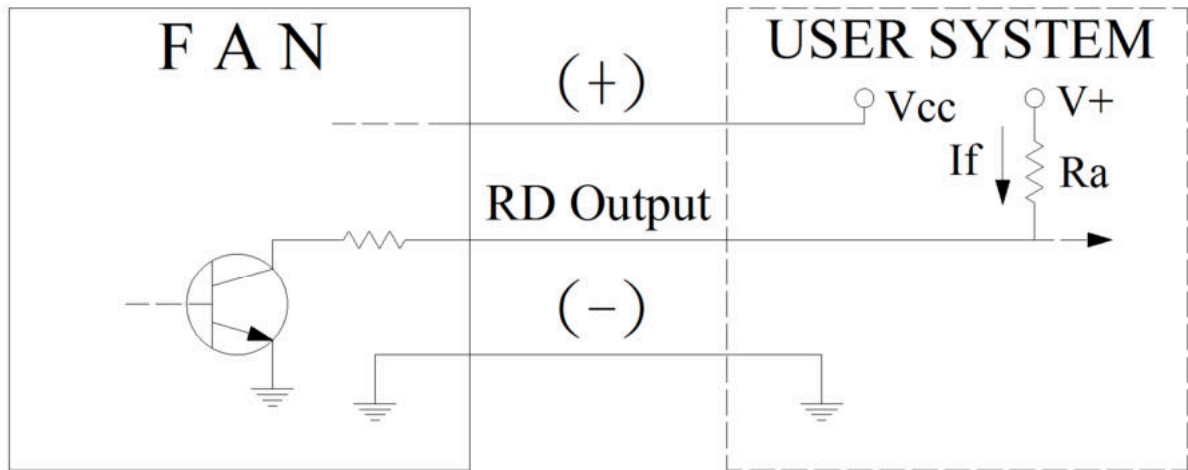 F A N
USER SYSTEM
(+)
Vcc
V+
If
Ra
RD Output
(-)